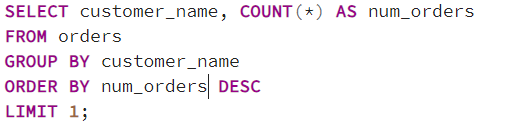 SELECT customer_name, COUNT(*) AS num_orders
FROM orders
GROUP BY customer_name
ORDER BY num_orders DESC
LIMIT 1;